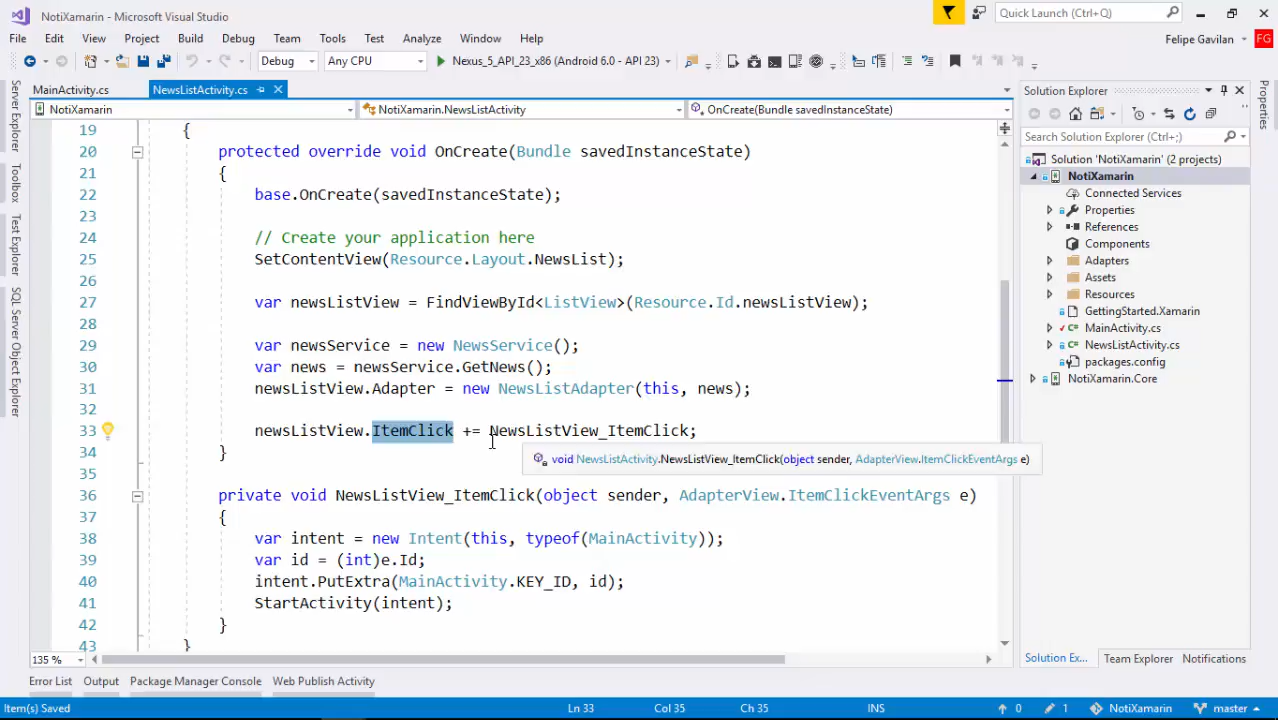 NotiXamarin - Microsoft Visual Studio
Quick Launch (Ctrl+Q)
File Edit View Project Build Debug Team Tools Test Analyze Window Help
Felipe Gavilan FG
Debug Any CPU Nexus_5_API_23_x86 (Android 6.0 - API 23)
MainActivity.cs NewsListActivity.cs
NotiXamarin NotiXamarin.NewsListActivity OnCreate(Bundle savedInstanceState)
Server Explorer
Toolbox
Test Explorer
SQL Server Object Explorer
19 {
20 protected override void OnCreate(Bundle savedInstanceState)
21 {
22 base.OnCreate(savedInstanceState);
23
24 // Create your application here
25 SetContentView(Resource.Layout.NewsList);
26
27 var newsListView = FindViewById<ListView>(Resource.Id.newsListView);
28
29 var newsService = new NewsService();
30 var news = newsService.GetNews();
31 newsListView.Adapter = new NewsListAdapter(this, news);
32
33 newsListView.ItemClick += NewsListView_ItemClick;
34 }
void NewsListActivity.NewsListView_ItemClick(object sender, AdapterView.ItemClickEventArgs e)
35
36 private void NewsListView_ItemClick(object sender, AdapterView.ItemClickEventArgs e)
37 {
38 var intent = new Intent(this, typeof(MainActivity));
39 var id = (int)e.Id;
40 intent.PutExtra(MainActivity.KEY_ID, id);
41 StartActivity(intent);
42 }
43 }
135 %
Solution Explorer
Search Solution Explorer (Ctrl+;)
Solution 'NotiXamarin' (2 projects)
NotiXamarin
Connected Services
Properties
References
Components
Adapters
Assets
Resources
GettingStarted.Xamarin
MainActivity.cs
NewsListActivity.cs
packages.config
NotiXamarin.Core
Solution Ex... Team Explorer Notifications
Properties
Error List Output Package Manager Console Web Publish Activity
Item(s) Saved Ln 33 Col 35 Ch 35 INS 0 1 NotiXamarin master